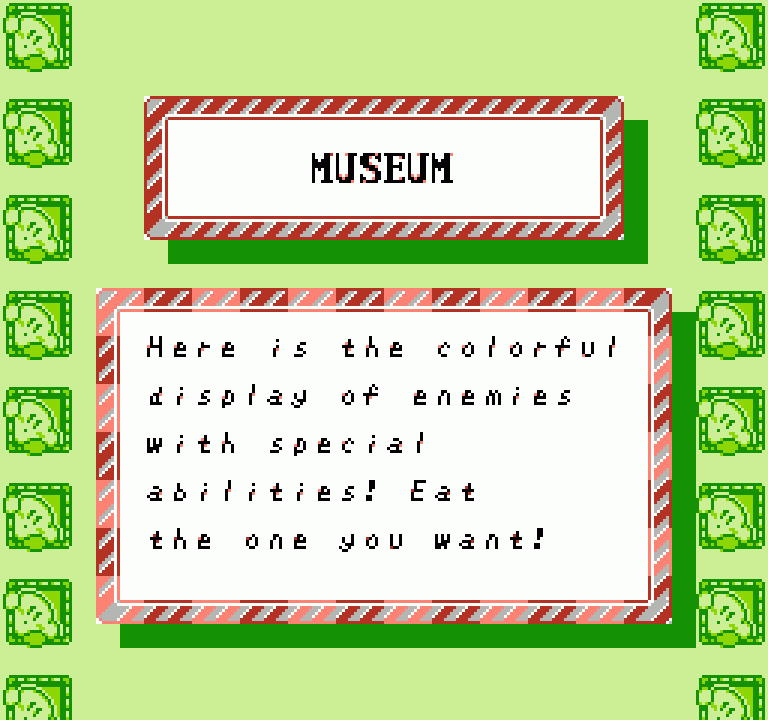 MUSEUM
Here is the colorful
display of enemies
with special
abilities! Eat
the one you want!